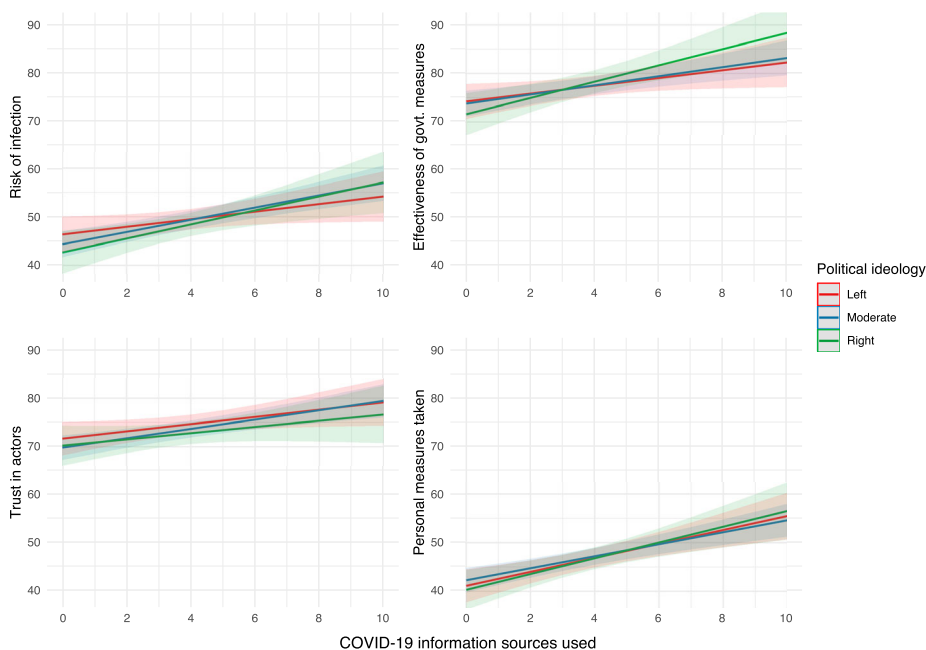 Risk of infection
90
80
70
60
50
40
0 2 4 6 8 10
Effectiveness of govt. measures
90
80
70
60
50
40
0 2 4 6 8 10
Political ideology
Left
Moderate
Right
Trust in actors
90
80
70
60
50
40
0 2 4 6 8 10
Personal measures taken
90
80
70
60
50
40
0 2 4 6 8 10
COVID-19 information sources used